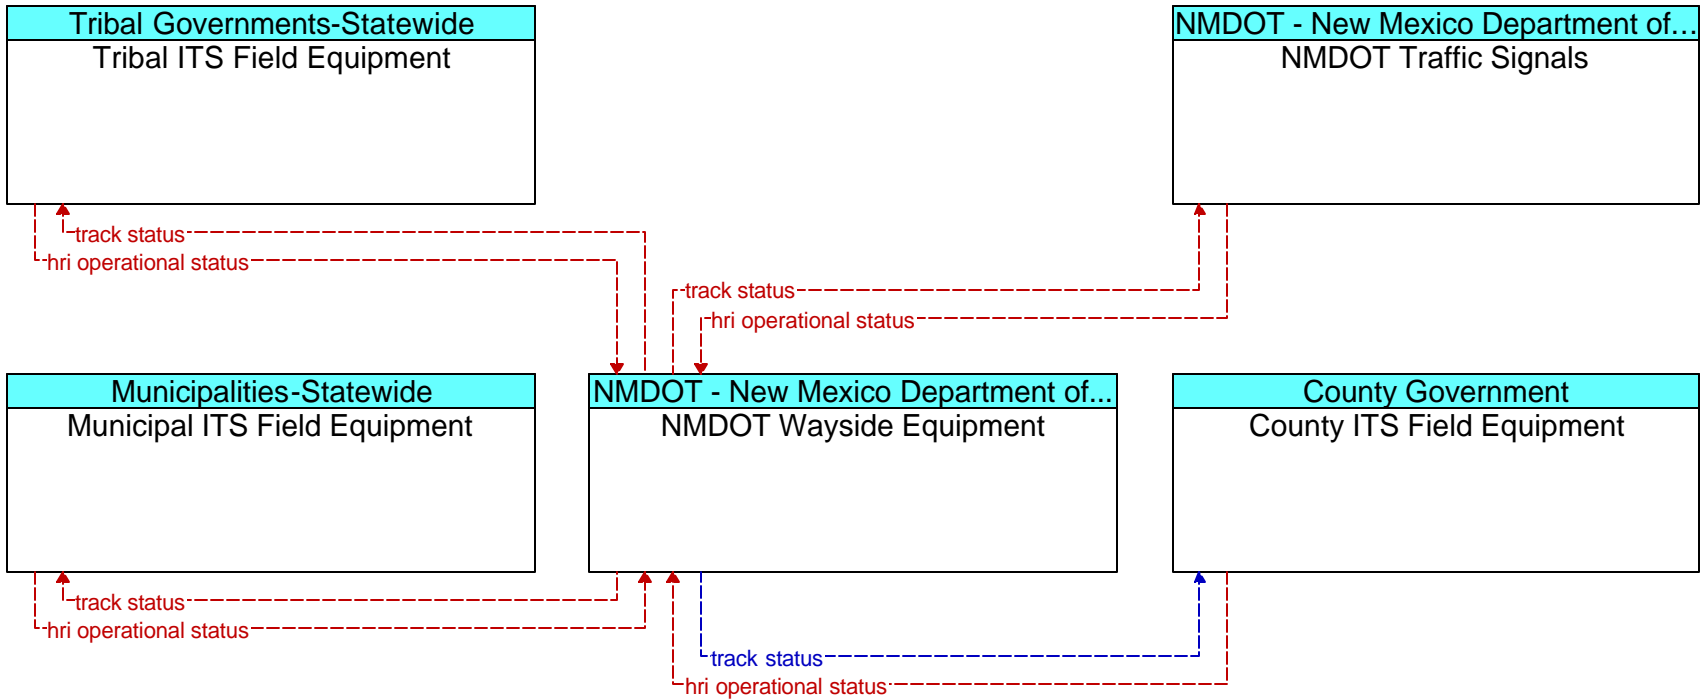 Tribal Governments-Statewide
Tribal ITS Field Equipment
NMDOT - New Mexico Department of...
NMDOT Traffic Signals
track status
hri operational status
track status
hri operational status
Municipalities-Statewide
Municipal ITS Field Equipment
NMDOT - New Mexico Department of...
NMDOT Wayside Equipment
County Government
County ITS Field Equipment
track status
hri operational status
track status
hri operational status